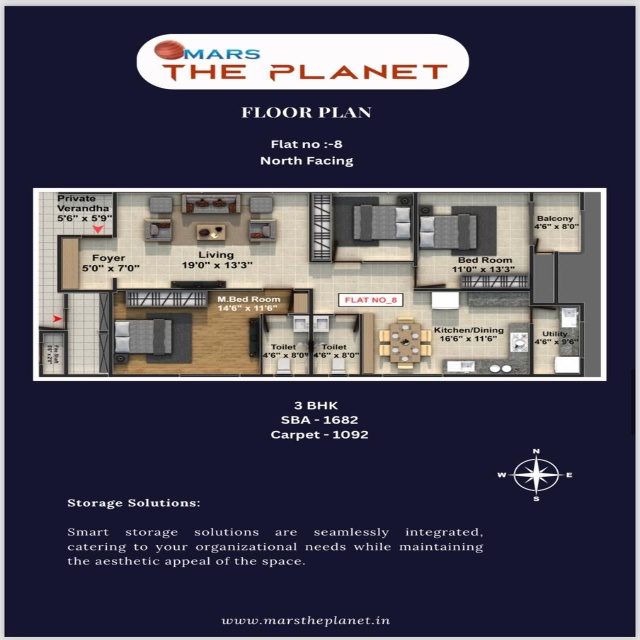 MARS
THE PLANET
FLOOR PLAN
Flat no :-8
North Facing
Private
Verandha
5'6" x 5'9"
Foyer
5'0" x 7'0"
Living
19'0" x 13'3"
Bed Room
11'0" x 13'3"
Balcony
4'6" x 8'0"
M.Bed Room
14'6" x 11'6"
FLAT NO_8
Toilet
4'6" x 8'0"
Toilet
4'6" x 8'0"
Kitchen/Dining
16'6" x 11'6"
Utility
4'6" x 9'6"
3 BHK
SBA - 1682
Carpet - 1092
N
W
E
S
Storage Solutions:
Smart storage solutions are seamlessly integrated,
catering to your organizational needs while maintaining
the aesthetic appeal of the space.
www.marstheplanet.in